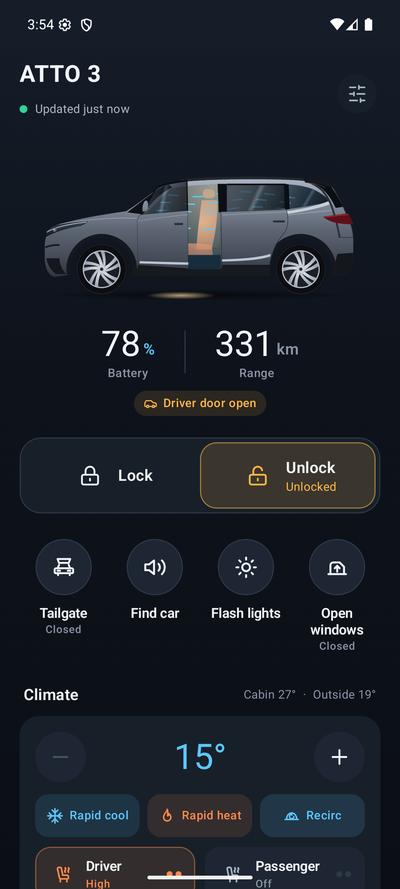 3:54
ATTO 3
Updated just now
78 %
Battery
331 km
Range
Driver door open
Lock
Unlock
Unlocked
Tailgate
Closed
Find car
Flash lights
Open
windows
Closed
Climate
Cabin 27° · Outside 19°
15°
Rapid cool
Rapid heat
Recirc
Driver
High
Passenger
Off